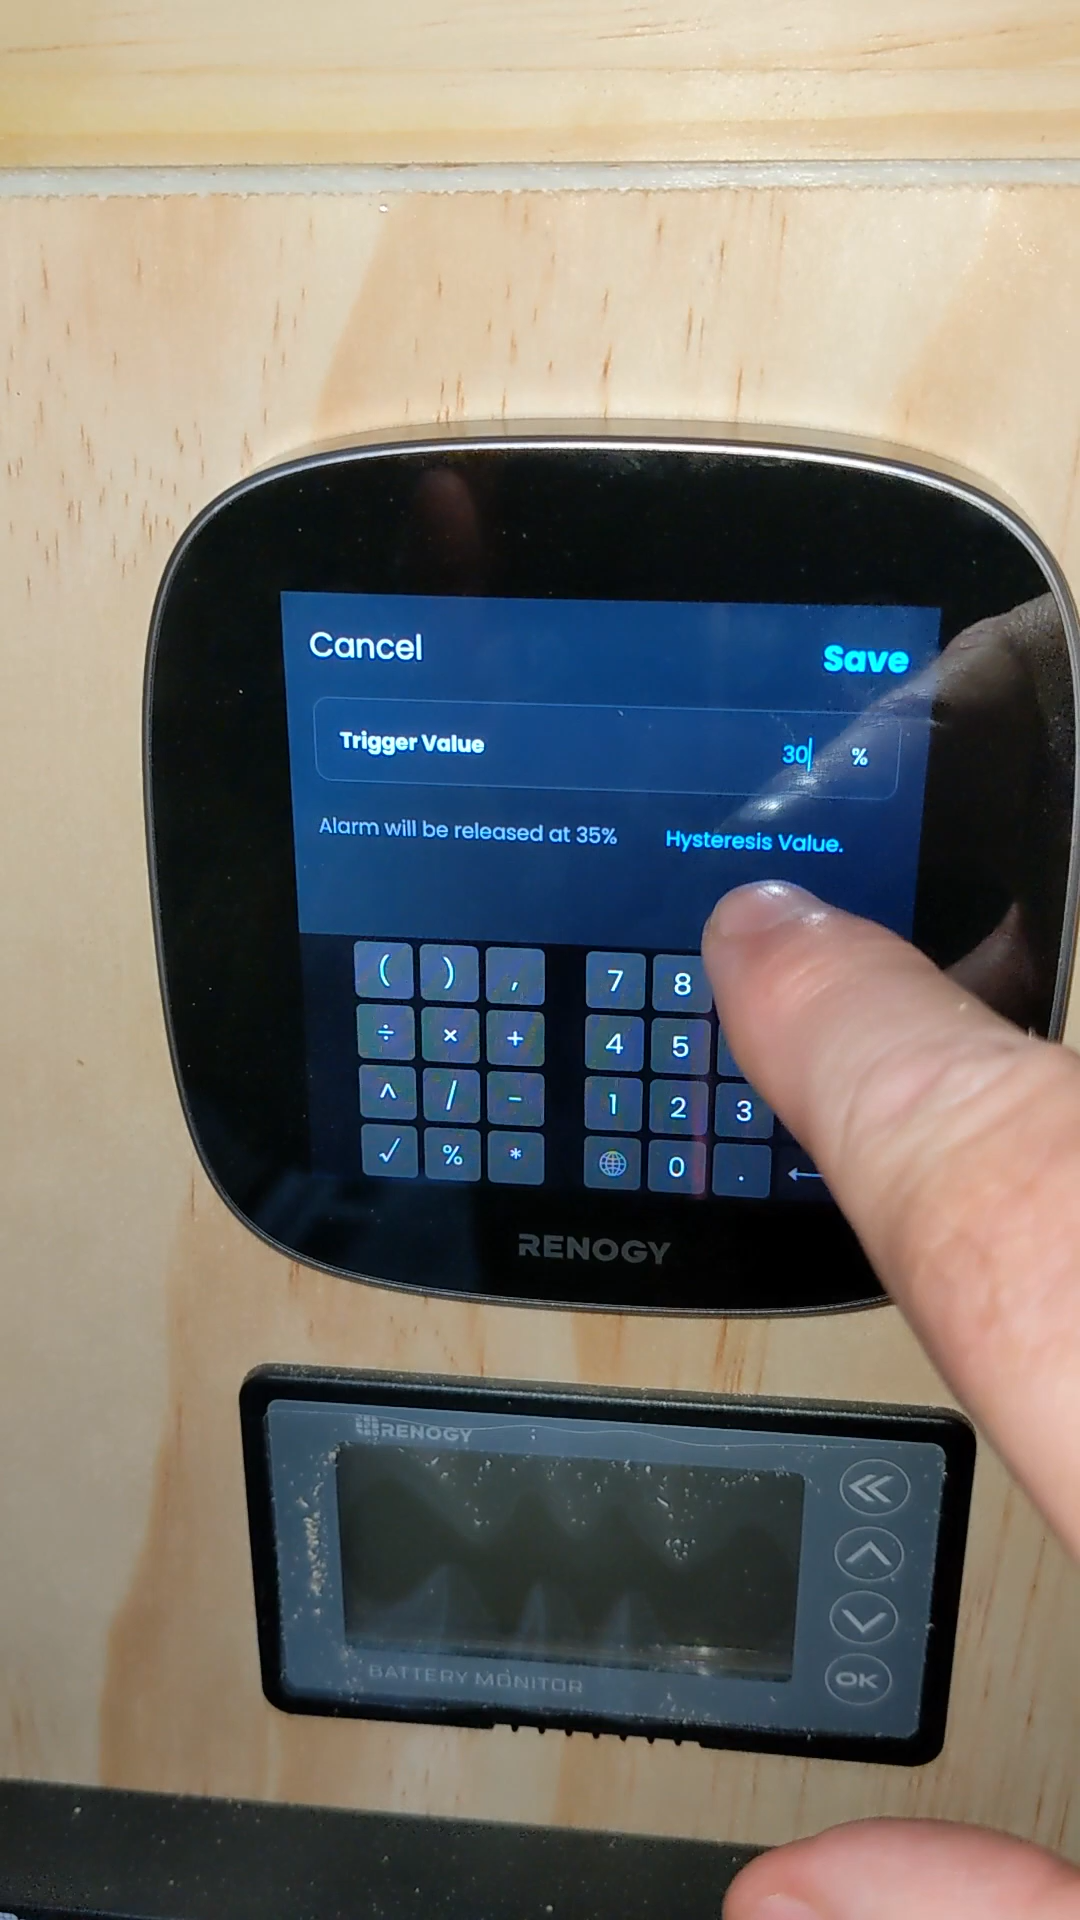 Cancel
Save
Trigger Value 30 %
Alarm will be released at 35% Hysteresis Value.
( ) , 7 8
÷ × + 4 5
^ / - 1 2 3
√ % * 0 .
RENOGY
RENOGY
BATTERY MONITOR
OK